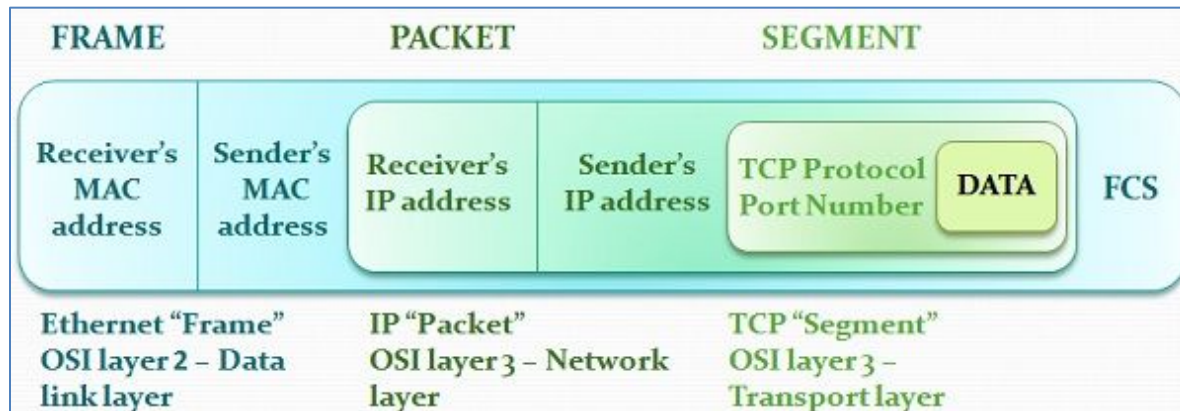 FRAME
PACKET
SEGMENT
Receiver’s
MAC
address
Sender’s
MAC
address
Receiver’s
IP address
Sender’s
IP address
TCP Protocol
Port Number
DATA
FCS
Ethernet “Frame”
OSI layer 2 – Data
link layer
IP “Packet”
OSI layer 3 – Network
layer
TCP “Segment”
OSI layer 3 –
Transport layer